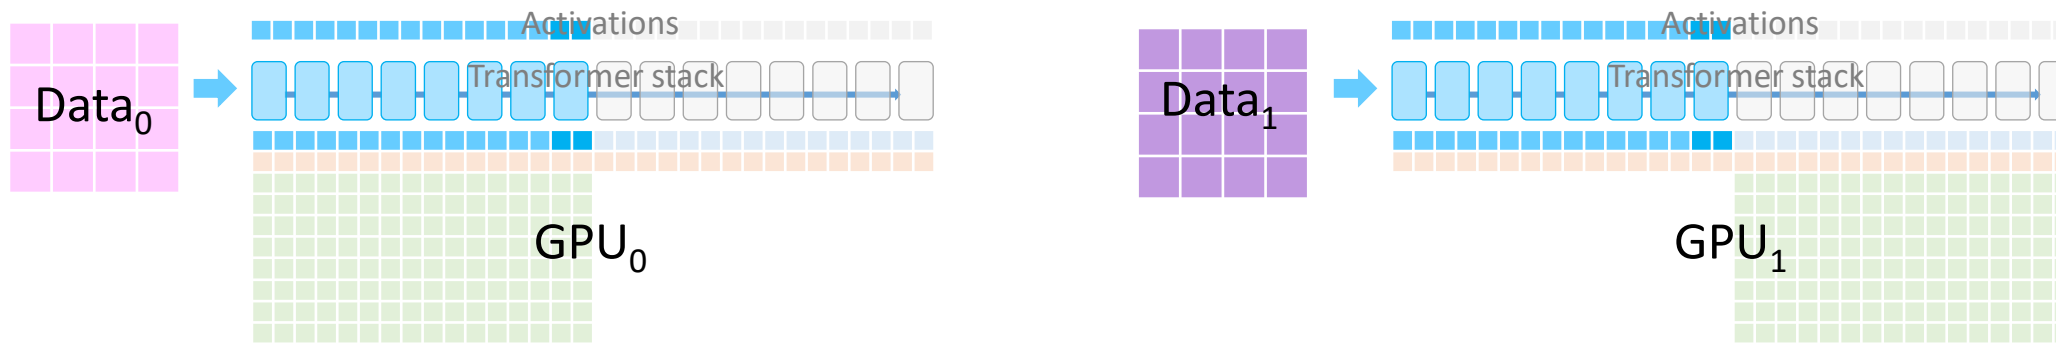 Activations
Transformer stack
Data0
GPU0
Activations
Transformer stack
Data1
GPU1